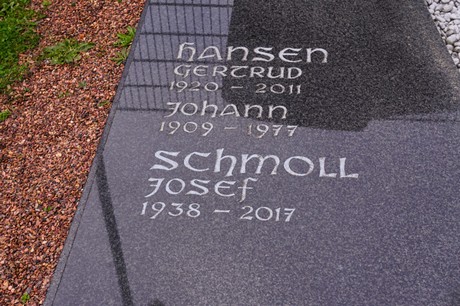 HANSEN
GERTRUD
1920 - 2011
JOHANN
1909 - 1977
SCHMOLL
JOSEF
1938 - 2017